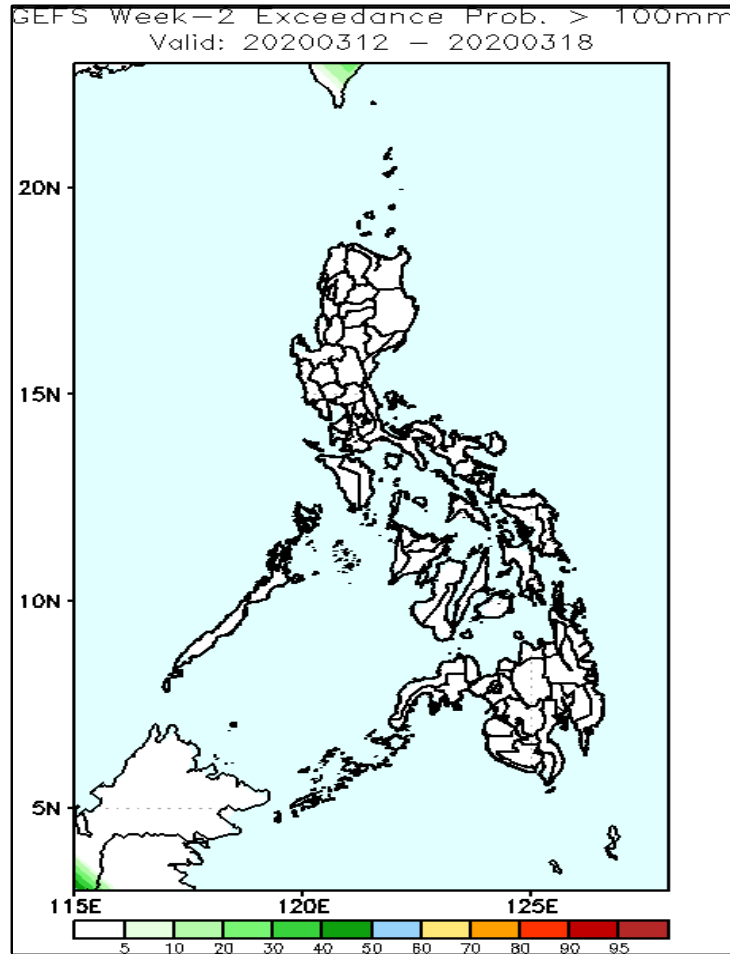 GEFS Week-2 Exceedance Prob. > 100mm
Valid: 20200312 - 20200318
20N
15N
10N
5N
115E 120E 125E
5 10 20 30 40 50 60 70 80 90 95